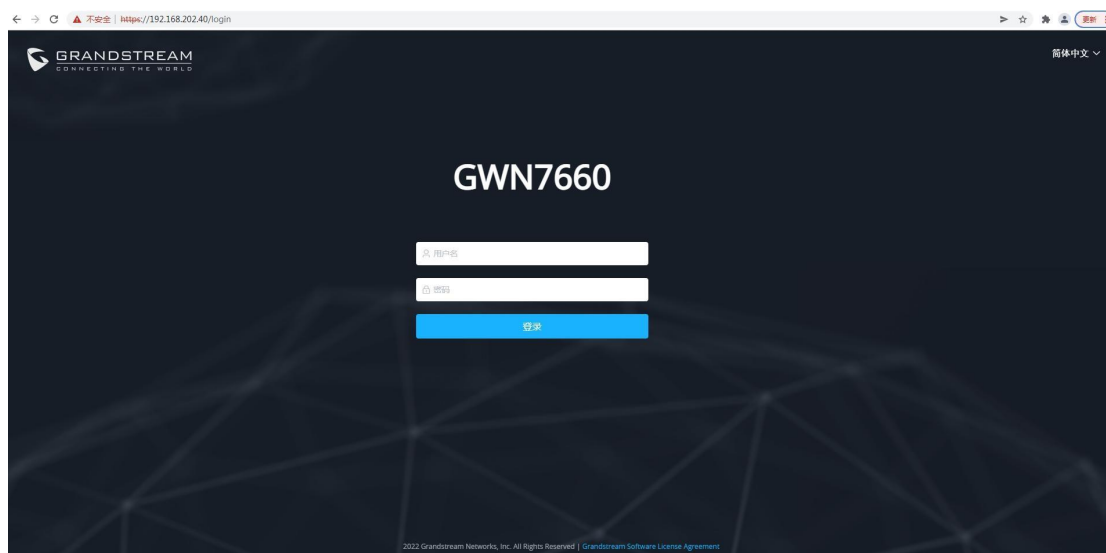 不安全 | https://192.168.202.40/login
更新
GRANDSTREAM
CONNECTING THE WORLD
简体中文
GWN7660
用户名
密码
登录
2022 Grandstream Networks, Inc. All Rights Reserved | Grandstream Software License Agreement